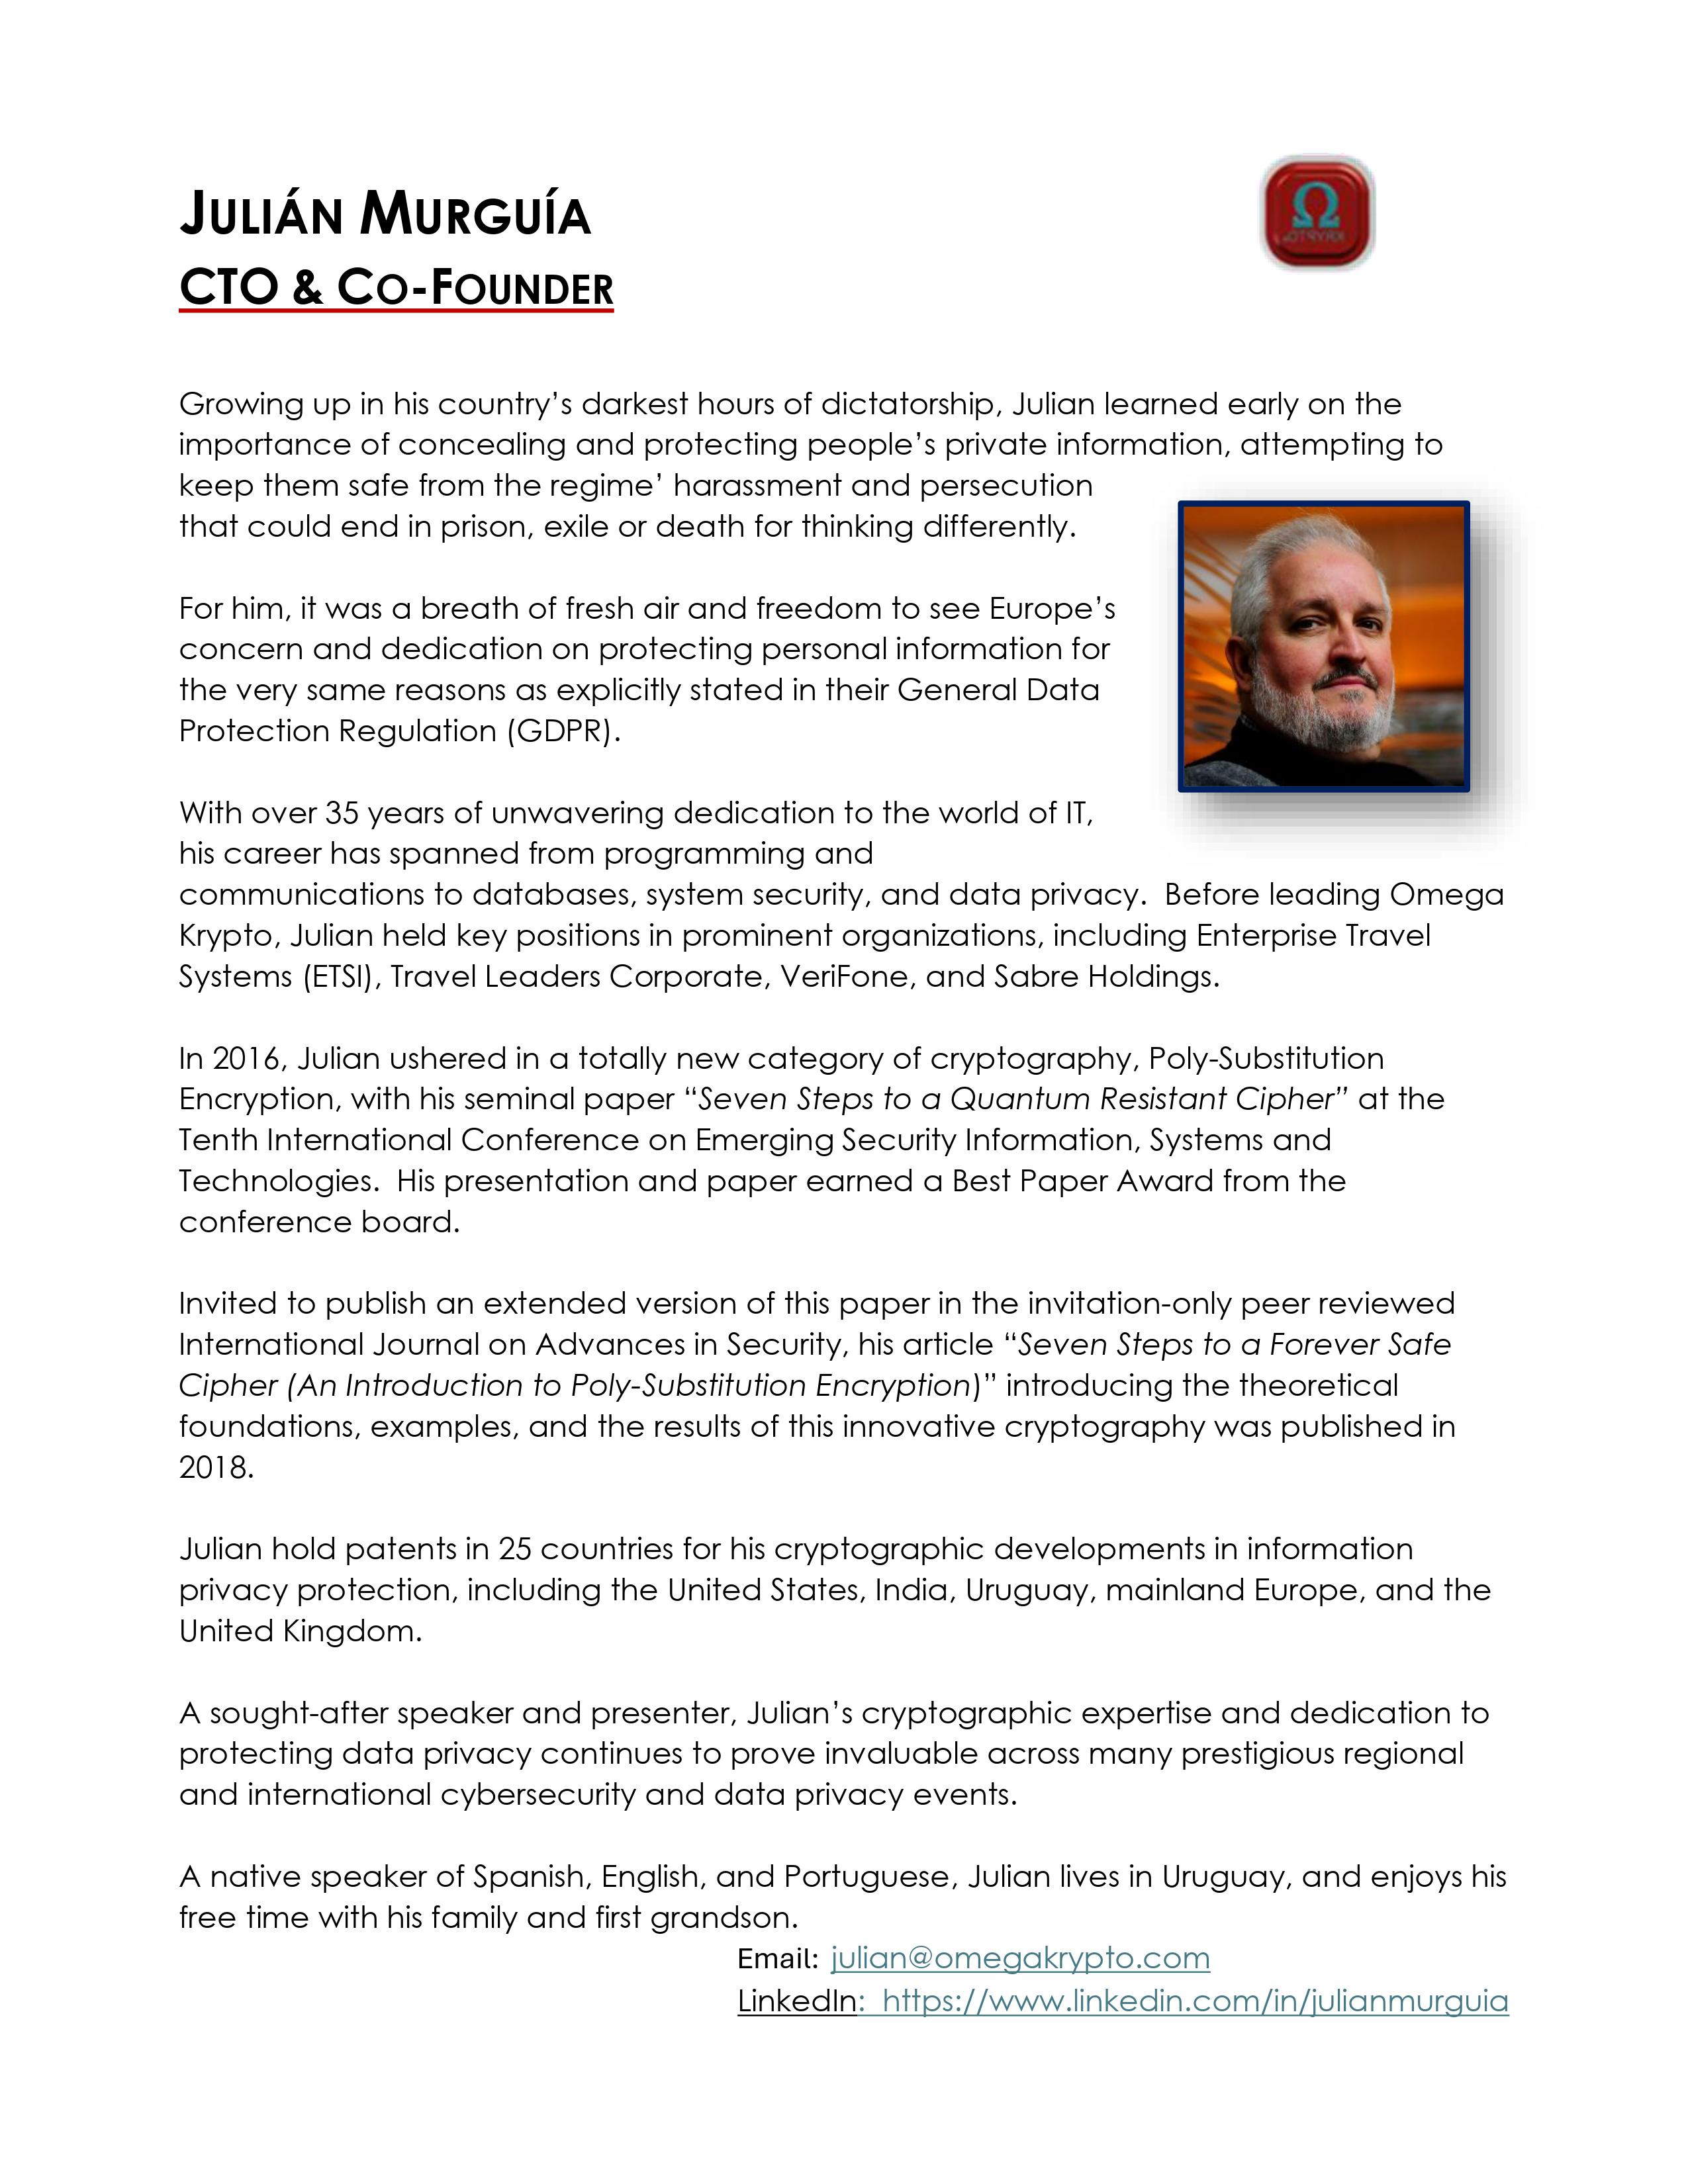 JULIÁN MURGUÍA
CTO & CO-FOUNDER
Growing up in his country’s darkest hours of dictatorship, Julian learned early on the
importance of concealing and protecting people’s private information, attempting to
keep them safe from the regime’ harassment and persecution
that could end in prison, exile or death for thinking differently.
For him, it was a breath of fresh air and freedom to see Europe’s
concern and dedication on protecting personal information for
the very same reasons as explicitly stated in their General Data
Protection Regulation (GDPR).
With over 35 years of unwavering dedication to the world of IT,
his career has spanned from programming and
communications to databases, system security, and data privacy.  Before leading Omega
Krypto, Julian held key positions in prominent organizations, including Enterprise Travel
Systems (ETSI), Travel Leaders Corporate, VeriFone, and Sabre Holdings.
In 2016, Julian ushered in a totally new category of cryptography, Poly-Substitution
Encryption, with his seminal paper “Seven Steps to a Quantum Resistant Cipher” at the
Tenth International Conference on Emerging Security Information, Systems and
Technologies.  His presentation and paper earned a Best Paper Award from the
conference board.
Invited to publish an extended version of this paper in the invitation-only peer reviewed
International Journal on Advances in Security, his article “Seven Steps to a Forever Safe
Cipher (An Introduction to Poly-Substitution Encryption)” introducing the theoretical
foundations, examples, and the results of this innovative cryptography was published in
2018.
Julian hold patents in 25 countries for his cryptographic developments in information
privacy protection, including the United States, India, Uruguay, mainland Europe, and the
United Kingdom.
A sought-after speaker and presenter, Julian’s cryptographic expertise and dedication to
protecting data privacy continues to prove invaluable across many prestigious regional
and international cybersecurity and data privacy events.
A native speaker of Spanish, English, and Portuguese, Julian lives in Uruguay, and enjoys his
free time with his family and first grandson.
Email: julian@omegakrypto.com
LinkedIn:  https://www.linkedin.com/in/julianmurguia